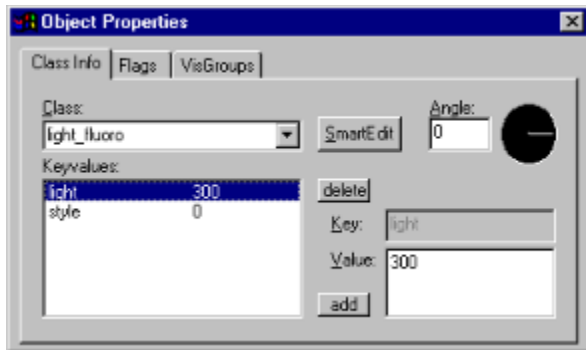 Object Properties
Class Info Flags VisGroups
Class:
light_fluoro
SmartEdit
Angle:
0
Keyvalues:
light 300
style 0
delete
Key: light
Value: 300
add